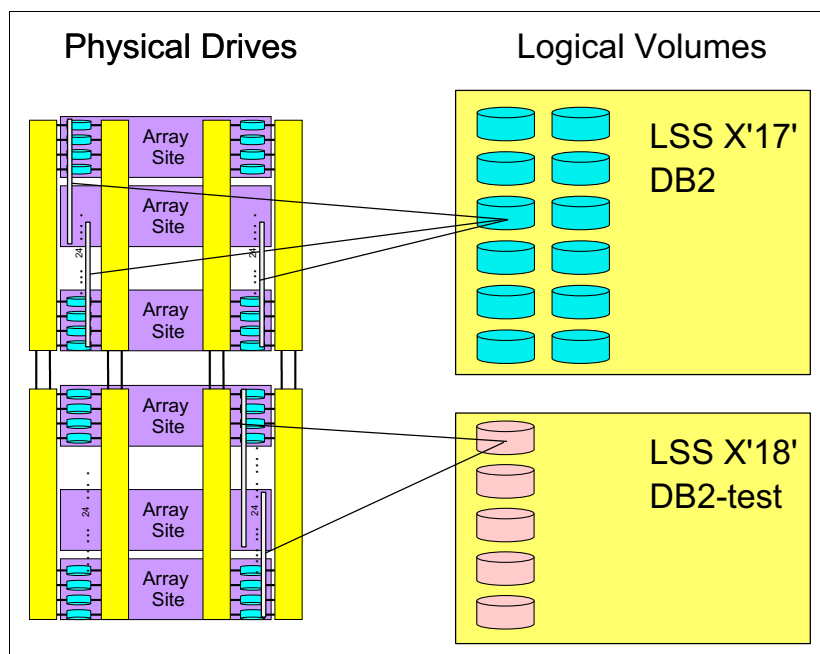 Physical Drives
Logical Volumes
Array
Site
Array
Site
24
Array
Site
Array
Site
24
24
Array
Site
Array
Site
LSS X'17'
DB2
LSS X'18'
DB2-test